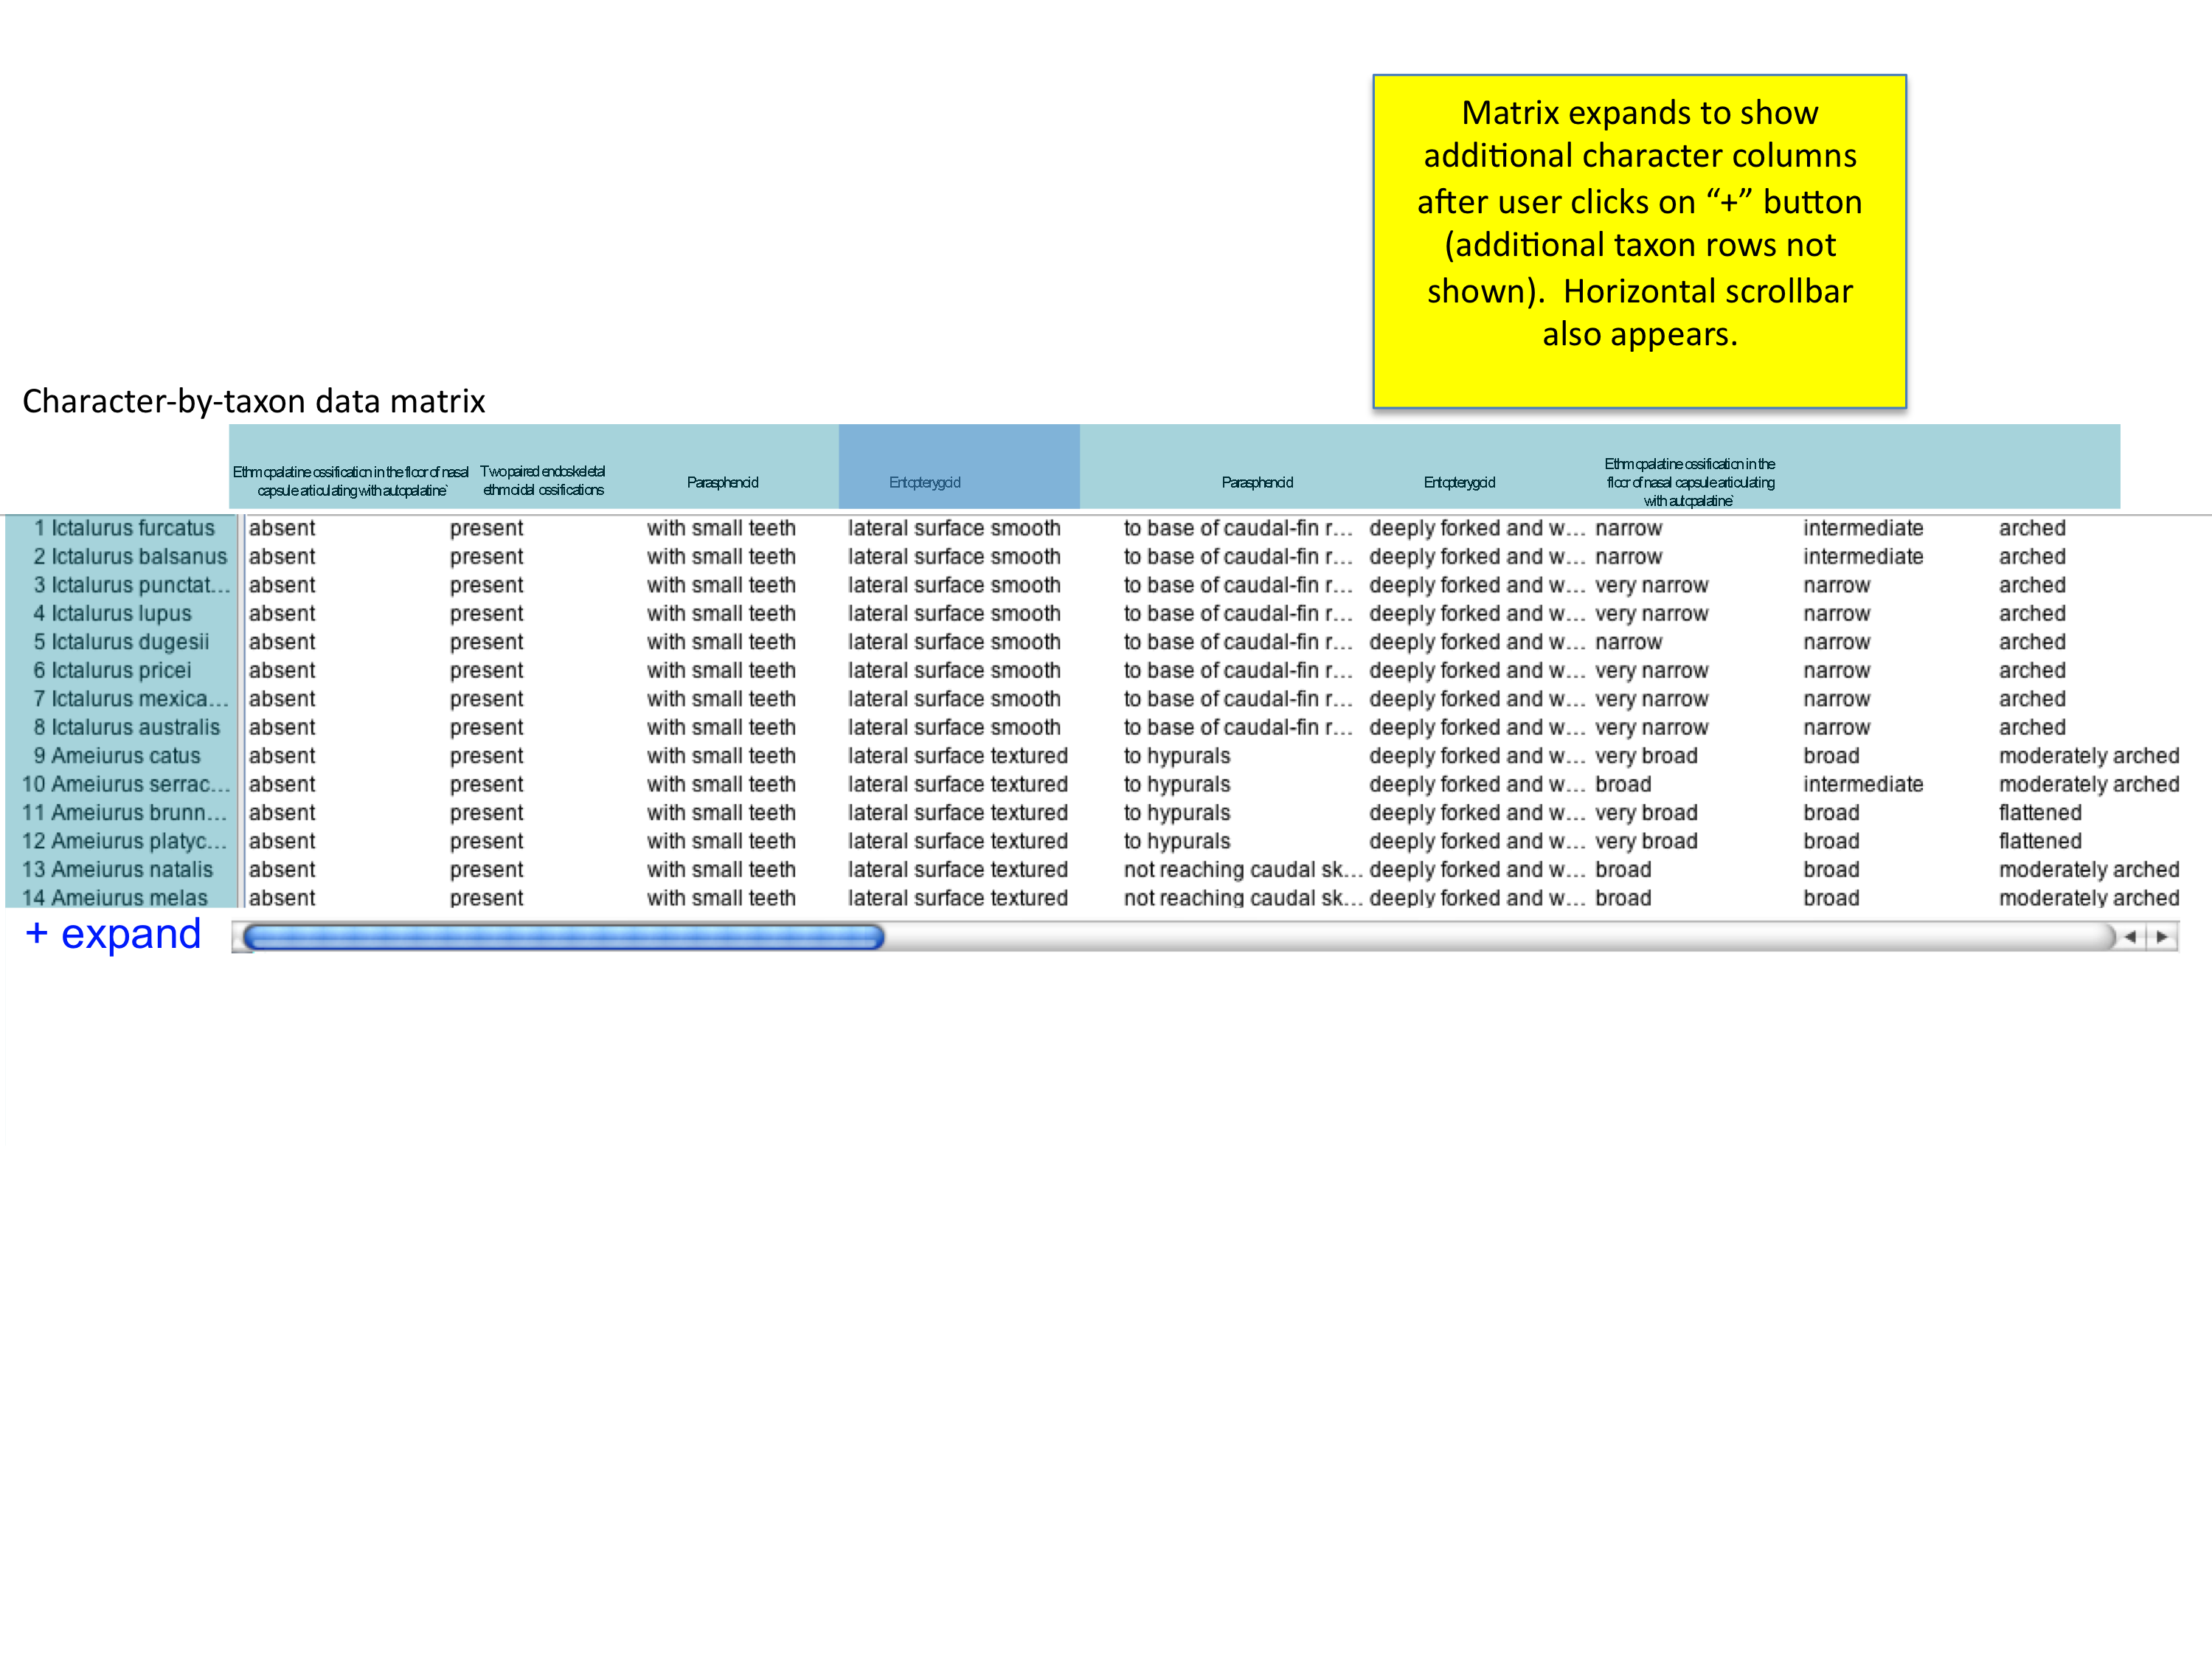 Matrix expands to show
additional character columns
after user clicks on “+” button
(additional taxon rows not
shown).  Horizontal scrollbar
also appears.
Character-by-taxon data matrix
Ethmopalatine ossification in the floor of nasal
capsule articulating with autopalatine`
Two paired endoskeletal
ethmoidal ossifications
Parasphenoid
Entopterygoid
Parasphenoid
Entopterygoid
Ethmopalatine ossification in the
floor of nasal capsule articulating
with autopalatine`
1 Ictalurus furcatus absent present with small teeth lateral surface smooth to base of caudal-fin r... deeply forked and w... narrow intermediate arched
2 Ictalurus balsanus absent present with small teeth lateral surface smooth to base of caudal-fin r... deeply forked and w... narrow intermediate arched
3 Ictalurus punctat... absent present with small teeth lateral surface smooth to base of caudal-fin r... deeply forked and w... very narrow narrow arched
4 Ictalurus lupus absent present with small teeth lateral surface smooth to base of caudal-fin r... deeply forked and w... very narrow narrow arched
5 Ictalurus dugesii absent present with small teeth lateral surface smooth to base of caudal-fin r... deeply forked and w... narrow narrow arched
6 Ictalurus pricei absent present with small teeth lateral surface smooth to base of caudal-fin r... deeply forked and w... very narrow narrow arched
7 Ictalurus mexica... absent present with small teeth lateral surface smooth to base of caudal-fin r... deeply forked and w... very narrow narrow arched
8 Ictalurus australis absent present with small teeth lateral surface smooth to base of caudal-fin r... deeply forked and w... very narrow narrow arched
9 Ameiurus catus absent present with small teeth lateral surface textured to hypurals deeply forked and w... very broad broad moderately arched
10 Ameiurus serrac... absent present with small teeth lateral surface textured to hypurals deeply forked and w... broad intermediate moderately arched
11 Ameiurus brunn... absent present with small teeth lateral surface textured to hypurals deeply forked and w... very broad broad flattened
12 Ameiurus platyc... absent present with small teeth lateral surface textured to hypurals deeply forked and w... very broad broad flattened
13 Ameiurus natalis absent present with small teeth lateral surface textured not reaching caudal sk... deeply forked and w... broad broad moderately arched
14 Ameiurus melas absent present with small teeth lateral surface textured not reaching caudal sk... deeply forked and w... broad broad moderately arched
+ expand